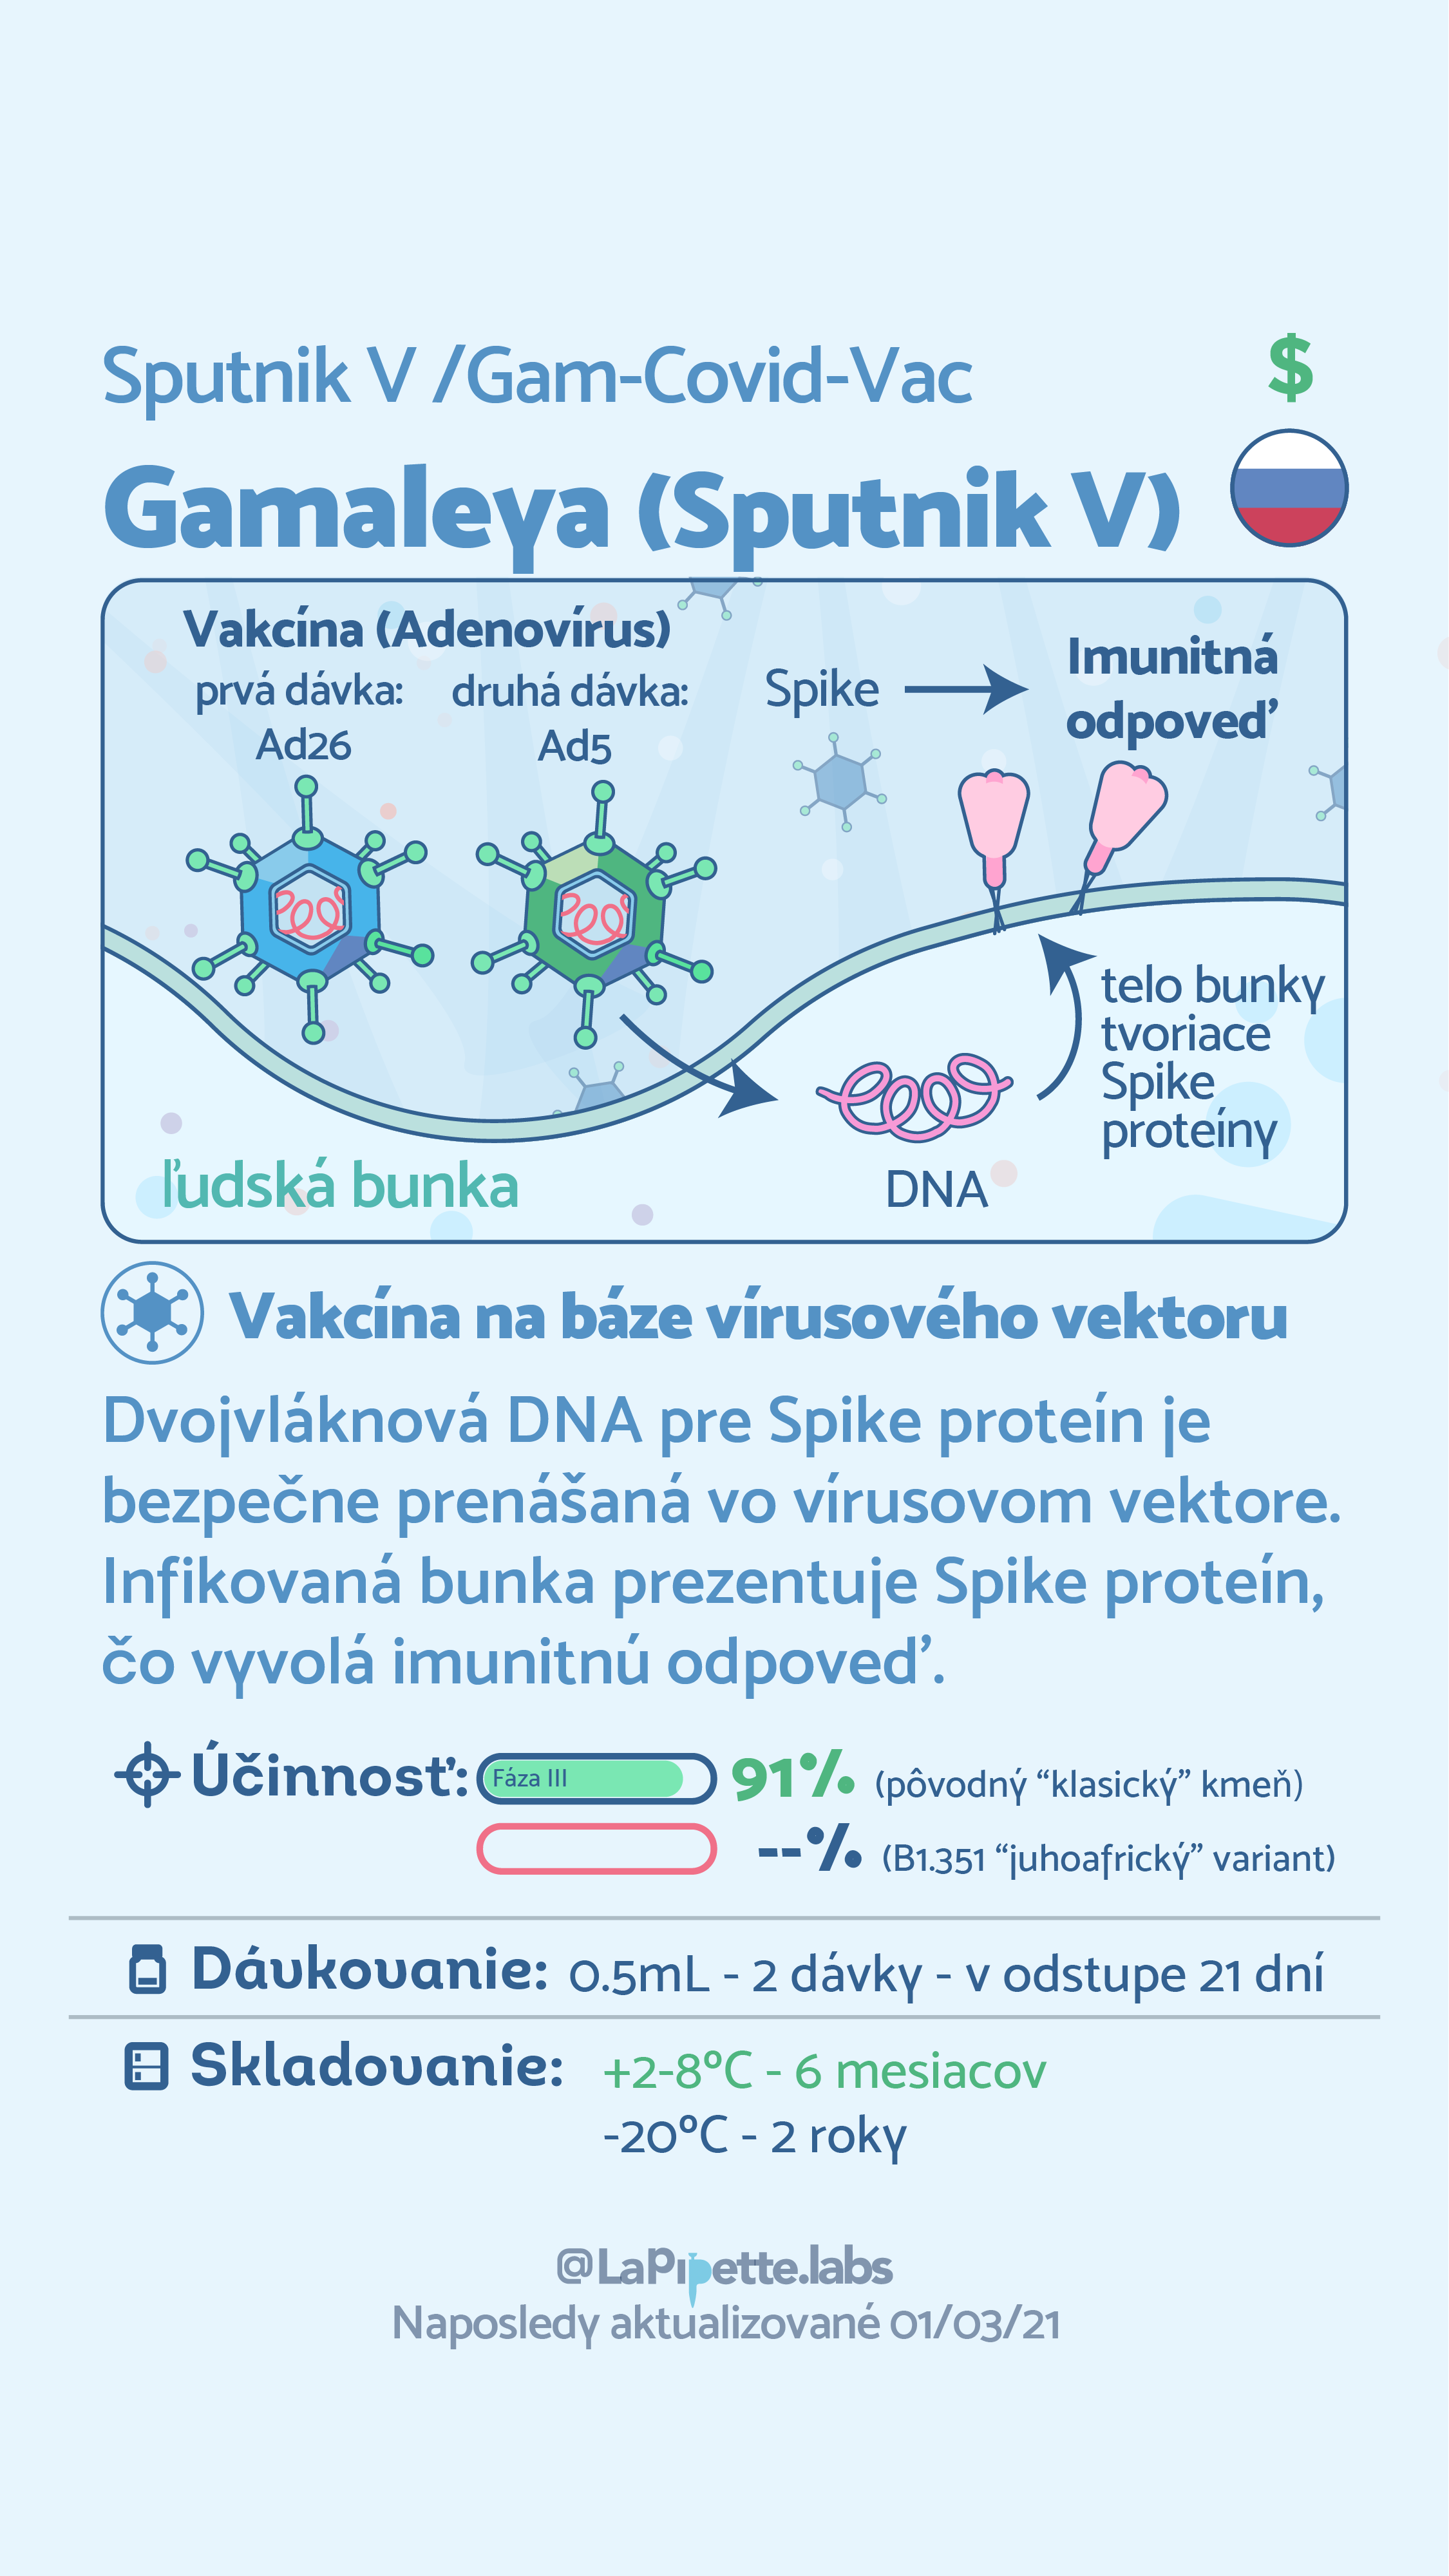 Sputnik V /Gam-Covid-Vac
$
Gamaleya (Sputnik V)
Vakcína (Adenovírus)
prvá dávka:
Ad26
druhá dávka:
Ad5
Spike
Imunitná
odpoveď
telo bunky
tvoriace
Spike
proteíny
DNA
ľudská bunka
Vakcína na báze vírusového vektoru
Dvojvláknová DNA pre Spike proteín je
bezpečne prenášaná vo vírusovom vektore.
Infikovaná bunka prezentuje Spike proteín,
čo vyvolá imunitnú odpoveď.
Účinnosť: Fáza III 91% (pôvodný “klasický” kmeň)
--% (B1.351 “juhoafrický” variant)
Dávkovanie: 0.5mL - 2 dávky - v odstupe 21 dní
Skladovanie: +2-8ºC - 6 mesiacov
-20ºC - 2 roky
@LaPipette.labs
Naposledy aktualizované 01/03/21